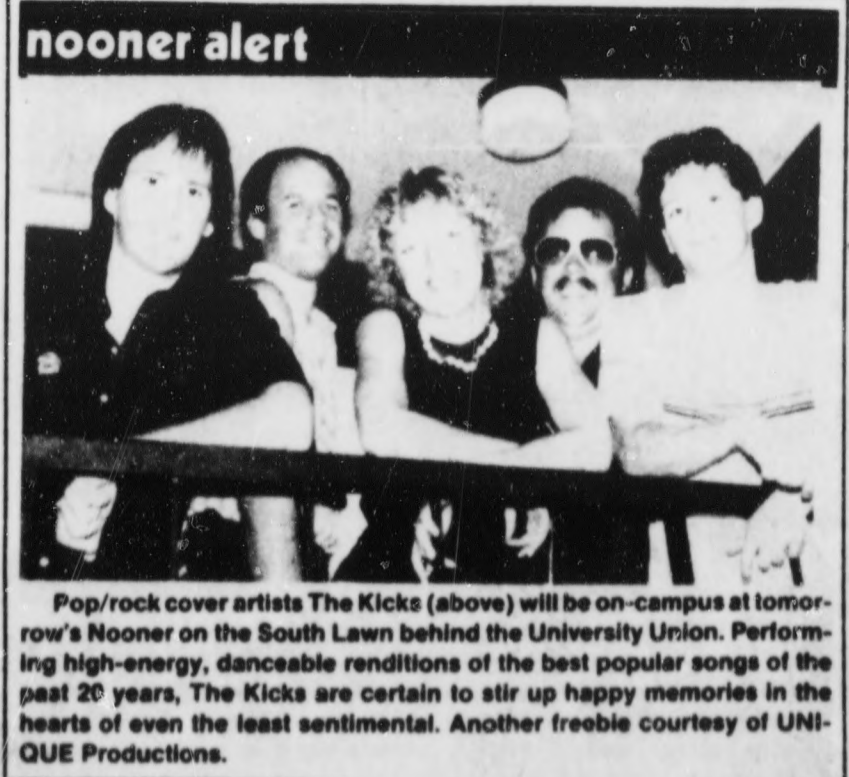 nooner alert
Pop/rock cover artists The Kicks (above) will be on-campus at tomor-
row's Nooner on the South Lawn behind the University Union. Perform-
ing high-energy, danceable renditions of the best popular songs of the
past 20 years, The Kicks are certain to stir up happy memories in the
hearts of even the least sentimental. Another freebie courtesy of UNI-
QUE Productions.